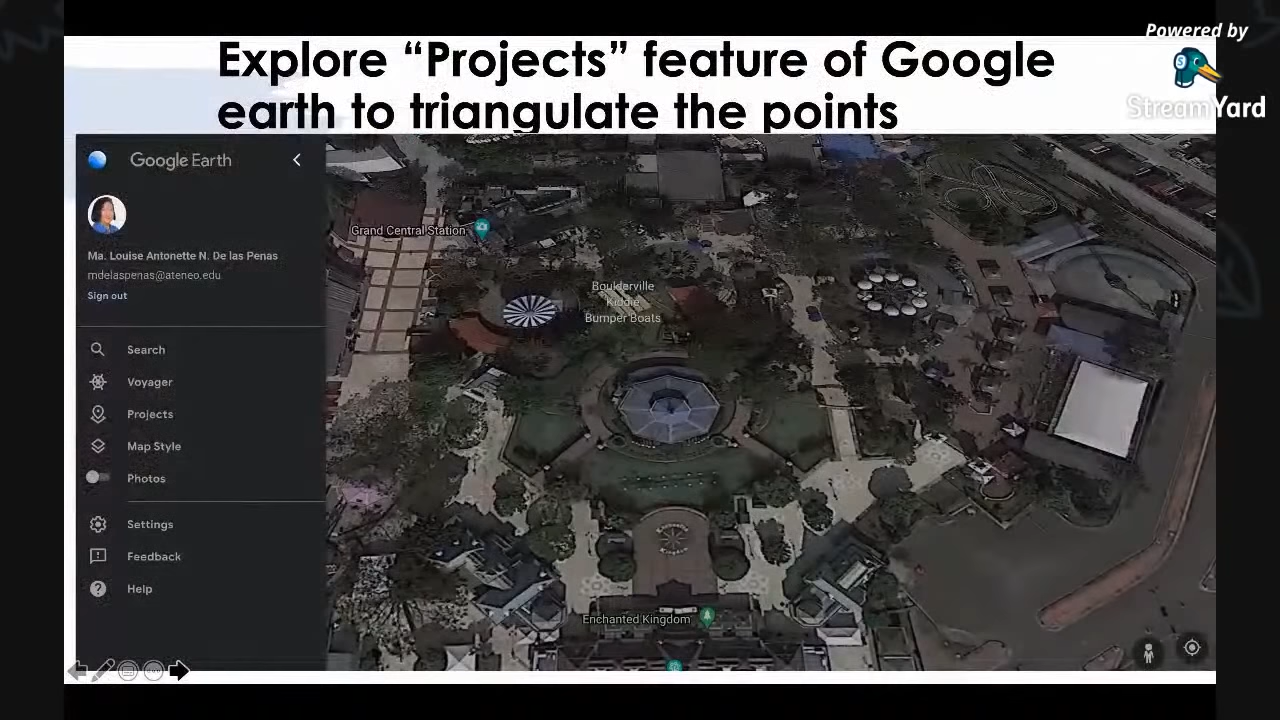 Powered by
StreamYard
Explore “Projects” feature of Google
earth to triangulate the points
Google Earth
Ma. Louise Antonette N. De las Penas
mdelaspenas@ateneo.edu
Sign out
Search
Voyager
Projects
Map Style
Photos
Settings
Feedback
Help
Grand Central Station
Boulderville
Kiddie
Bumper Boats
Enchanted Kingdom